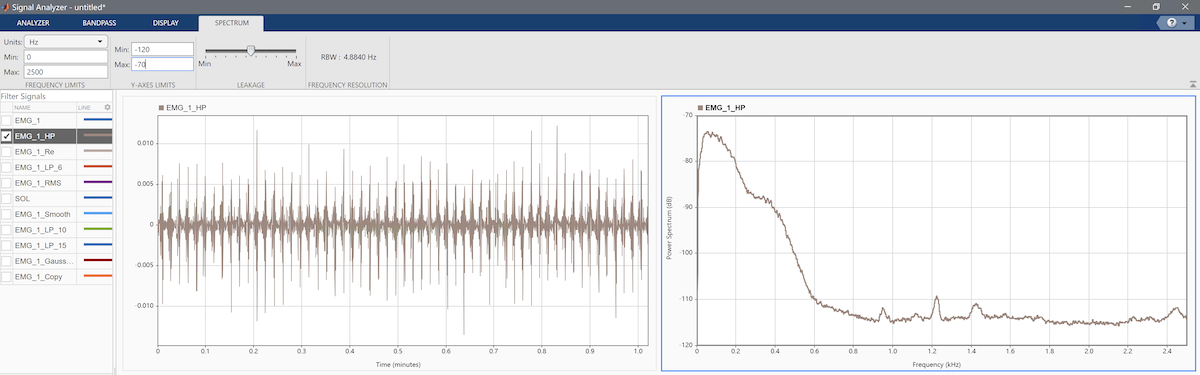 Signal Analyzer - untitled*
ANALYZER BANDPASS DISPLAY SPECTRUM
Units: Hz
Min: 0
Max: 2500
FREQUENCY LIMITS
Min: -120
Max: -70
Y-AXES LIMITS
Min Max
LEAKAGE
RBW : 4.8840 Hz
FREQUENCY RESOLUTION
Filter Signals
NAME LINE
EMG_1
EMG_1_HP
EMG_1_Re
EMG_1_LP_6
EMG_1_RMS
SOL
EMG_1_Smooth
EMG_1_LP_10
EMG_1_LP_15
EMG_1_Gauss...
EMG_1_Copy
EMG_1_HP
0.010
0.005
0
-0.005
-0.010
0 0.1 0.2 0.3 0.4 0.5 0.6 0.7 0.8 0.9 1.0
Time (minutes)
EMG_1_HP
-70
-80
-90
-100
-110
-120
Power Spectrum (dB)
0 0.2 0.4 0.6 0.8 1.0 1.2 1.4 1.6 1.8 2.0 2.2 2.4
Frequency (kHz)